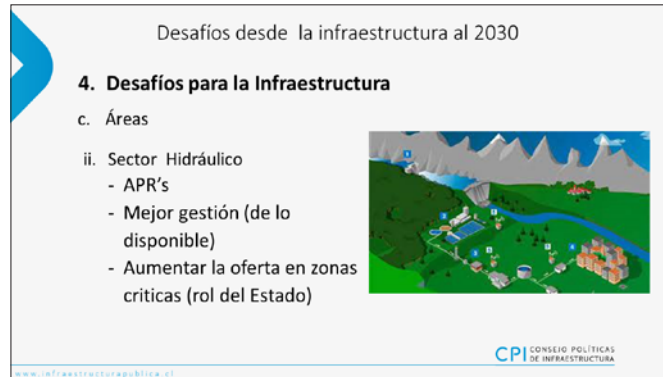 Desafíos desde la infraestructura al 2030
4. Desafíos para la Infraestructura
c. Áreas
ii. Sector Hidráulico
- APR's
- Mejor gestión (de lo
disponible)
- Aumentar la oferta en zonas
criticas (rol del Estado)
CPI CONSEJO POLÍTICAS
DE INFRAESTRUCTURA
www.infraestructurapublica.cl